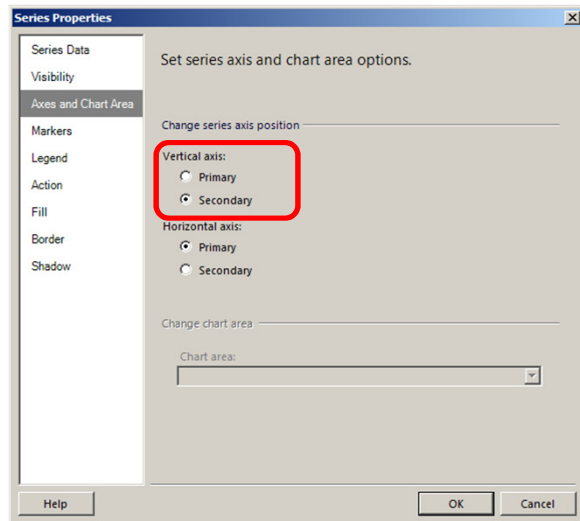 Series Properties
Series Data
Visibility
Axes and Chart Area
Markers
Legend
Action
Fill
Border
Shadow
Set series axis and chart area options.
Change series axis position
Vertical axis:
Primary
Secondary
Horizontal axis:
Primary
Secondary
Change chart area
Chart area:
Help
OK
Cancel